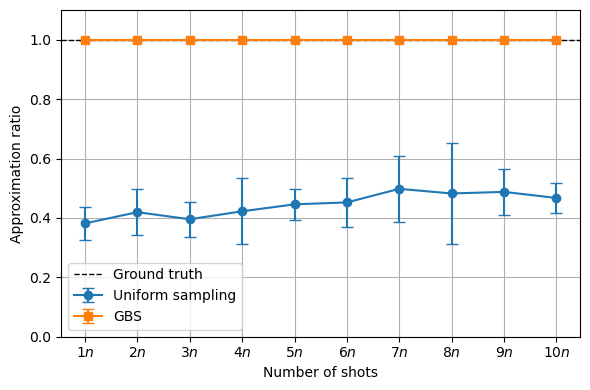 1.0
0.8
0.6
0.4
0.2
0.0
Approximation ratio
Ground truth
Uniform sampling
GBS
1n 2n 3n 4n 5n 6n 7n 8n 9n 10n
Number of shots